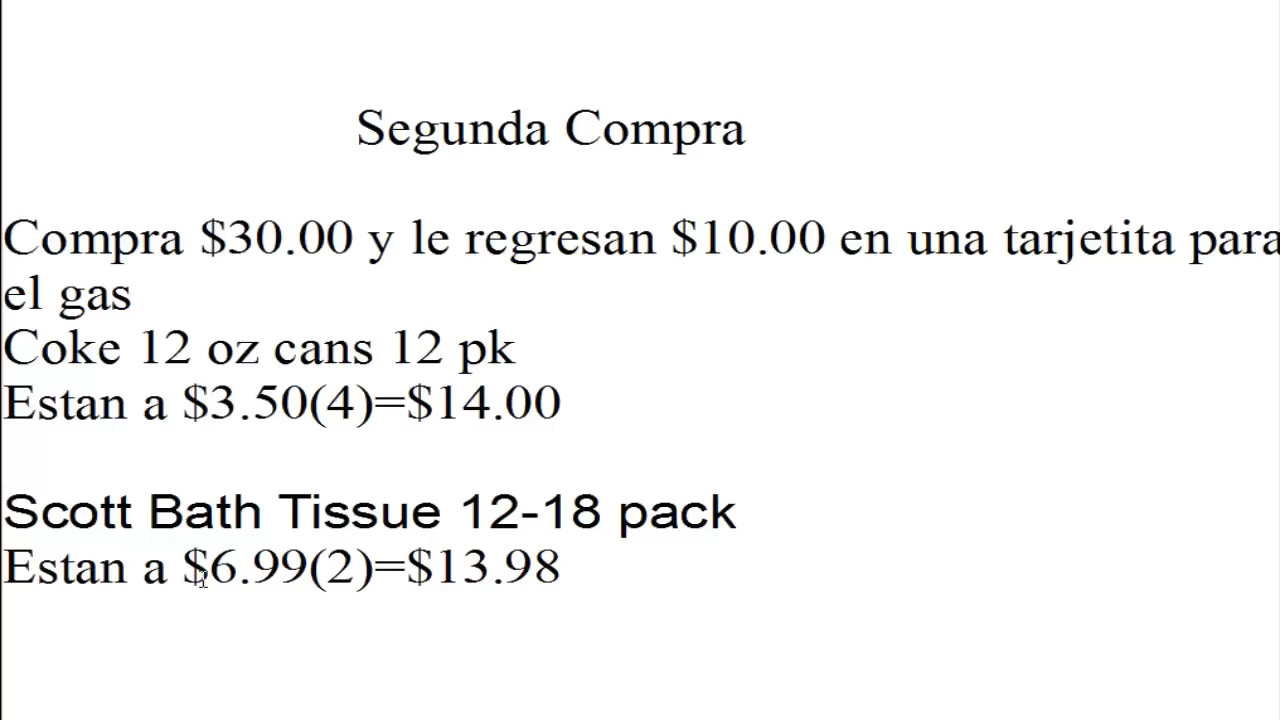 Segunda Compra
Compra $30.00 y le regresan $10.00 en una tarjetita para
el gas
Coke 12 oz cans 12 pk
Estan a $3.50(4)=$14.00
Scott Bath Tissue 12-18 pack
Estan a $6.99(2)=$13.98